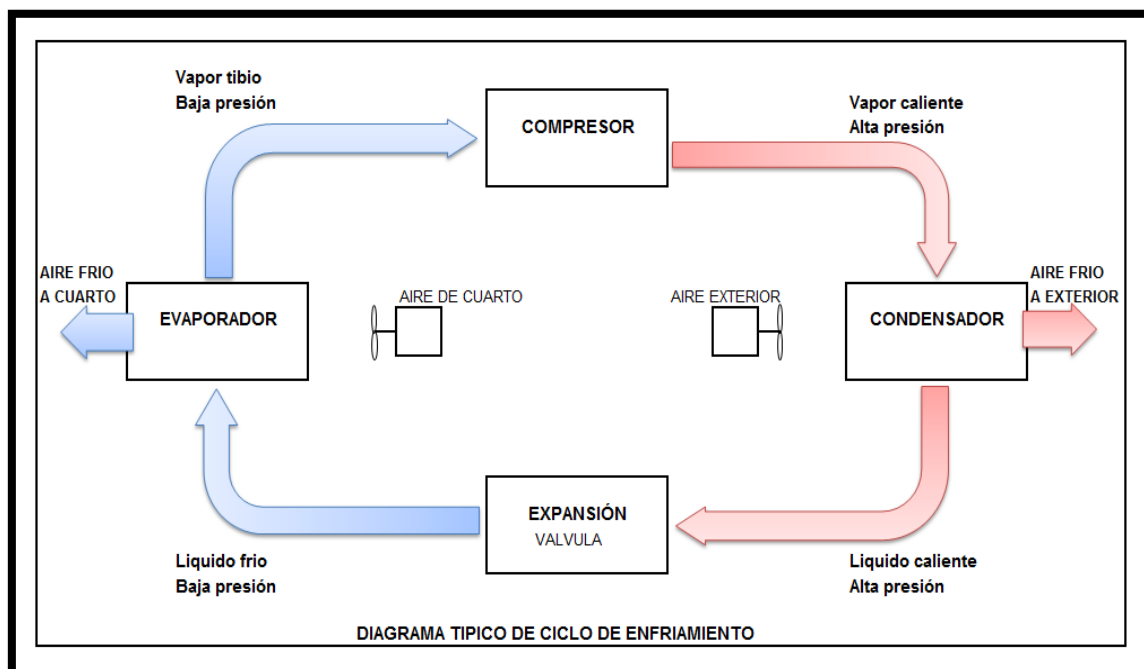 Vapor tibio
Baja presión
COMPRESOR
Vapor caliente
Alta presión
AIRE FRIO
A CUARTO
EVAPORADOR
AIRE DE CUARTO
AIRE EXTERIOR
CONDENSADOR
AIRE FRIO
A EXTERIOR
EXPANSIÓN
VALVULA
Liquido frio
Baja presión
Liquido caliente
Alta presión
DIAGRAMA TIPICO DE CICLO DE ENFRIAMIENTO